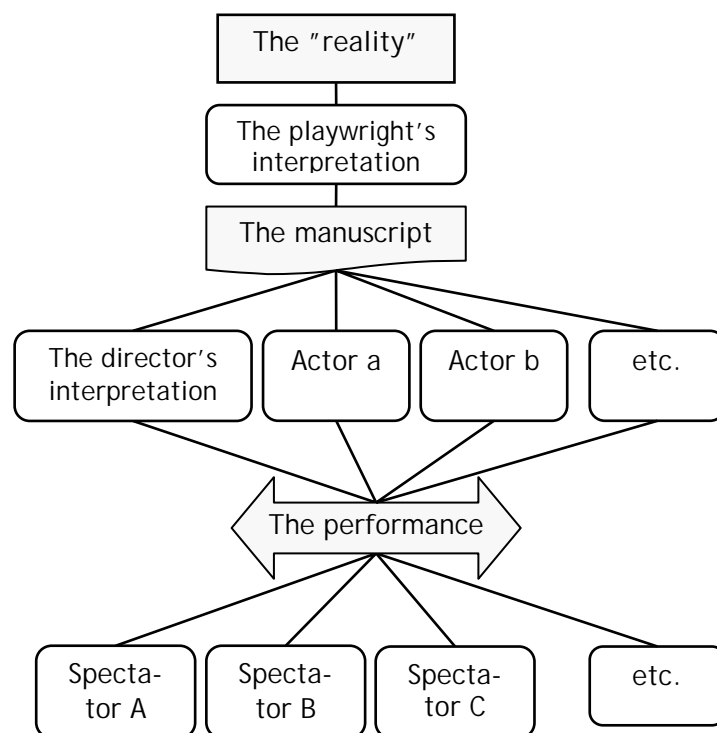 The "reality"
The playwright's
interpretation
The manuscript
The director's
interpretation
Actor a
Actor b
etc.
The performance
Specta-
tor A
Specta-
tor B
Specta-
tor C
etc.